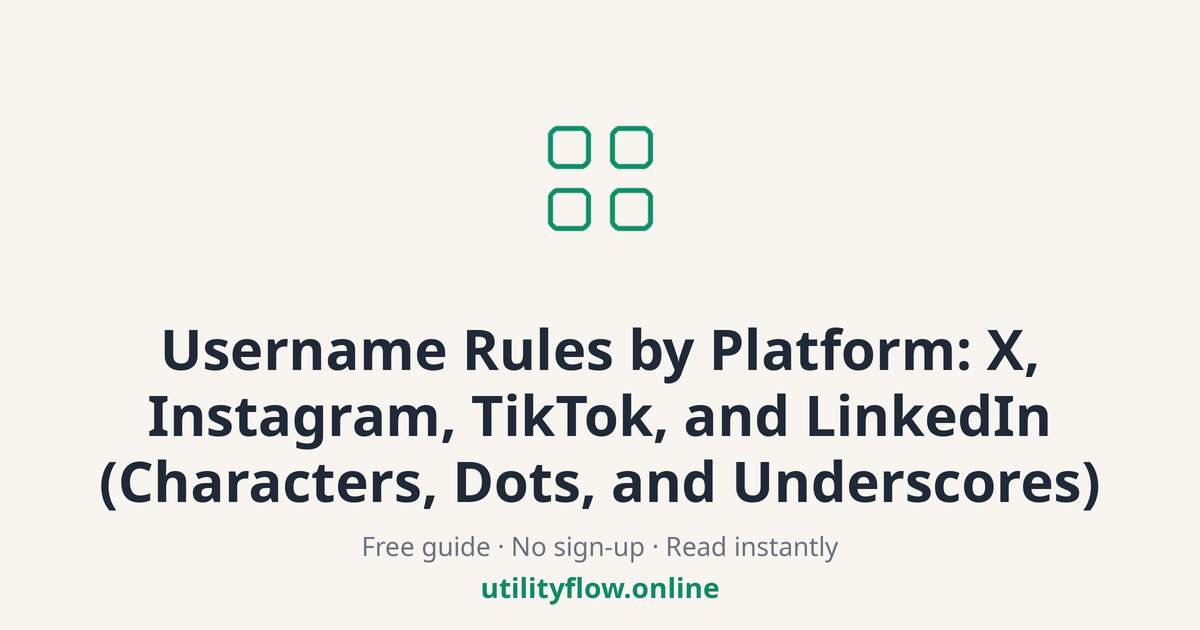 Username Rules by Platform: X,
Instagram, TikTok, and LinkedIn
(Characters, Dots, and Underscores)
Free guide · No sign-up · Read instantly
utilityflow.online